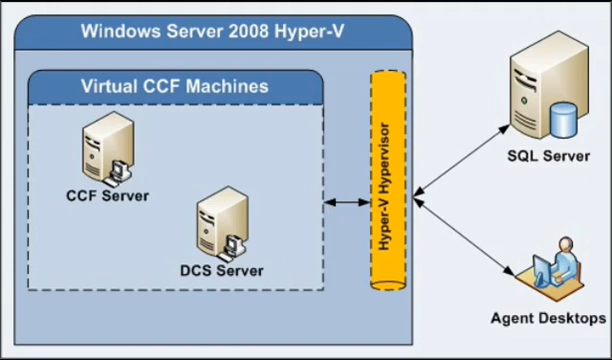 Windows Server 2008 Hyper-V
Virtual CCF Machines
CCF Server
DCS Server
Hyper-V Hypervisor
SQL Server
Agent Desktops